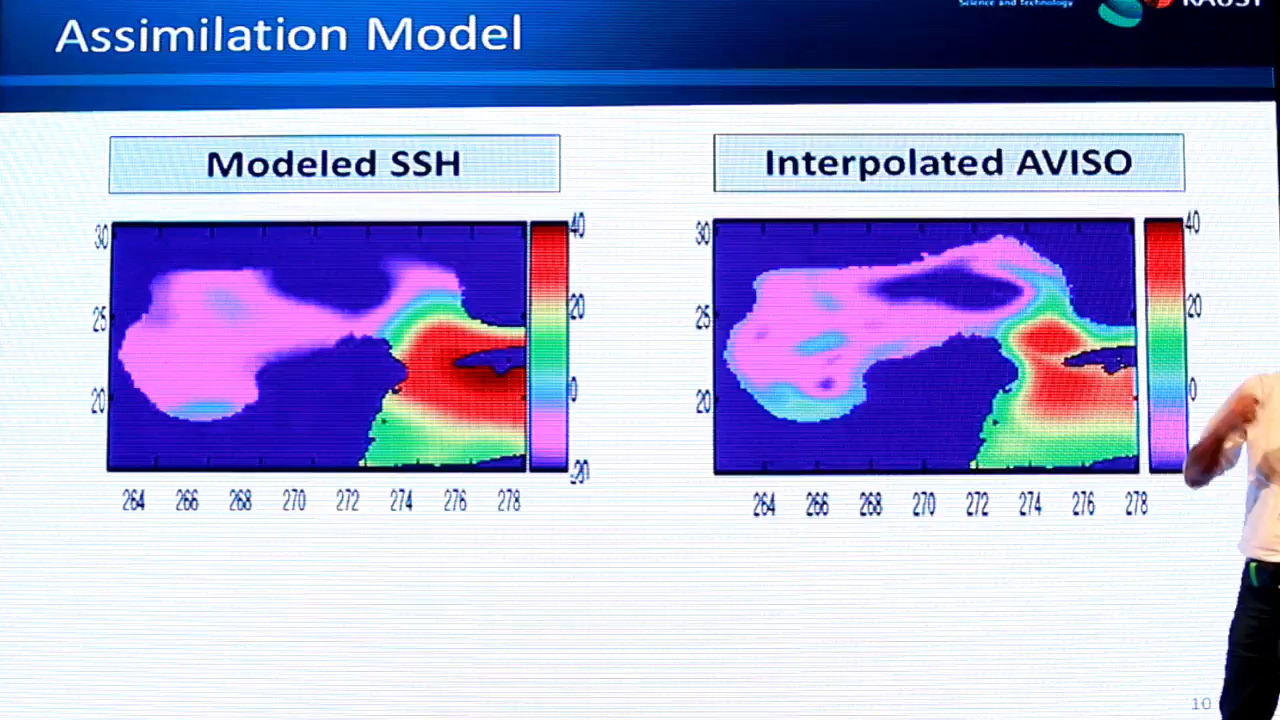 Science and Technology
KAUST
Assimilation Model
Modeled SSH
Interpolated AVISO
30
25
20
40
20
0
-20
264 266 268 270 272 274 276 278
30
25
20
40
20
0
264 266 268 270 272 274 276 278
10